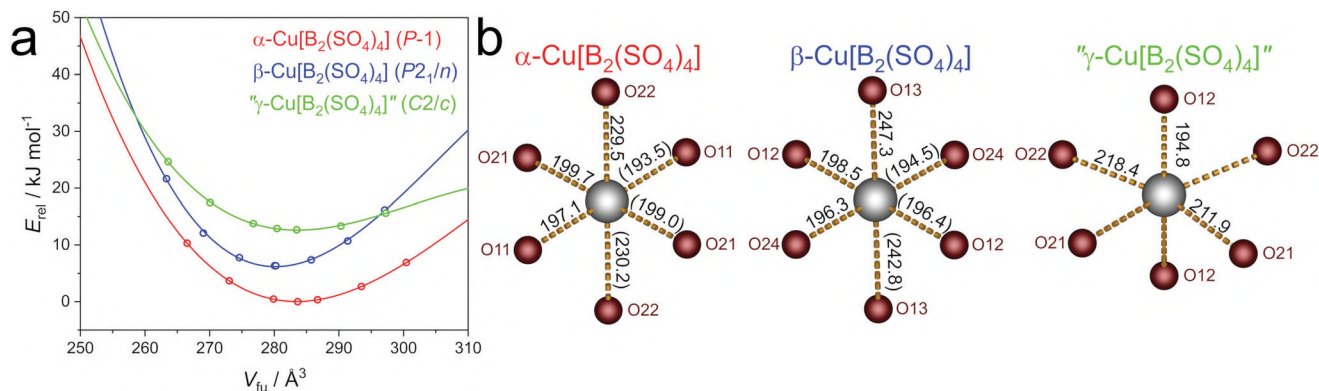 a
50
40
30
20
10
0
E_rel / kJ mol⁻¹
α-Cu[B₂(SO₄)₄] (P-1)
β-Cu[B₂(SO₄)₄] (P2₁/n)
"γ-Cu[B₂(SO₄)₄]" (C2/c)
250 260 270 280 290 300 310
V_fu / Å³
b
α-Cu[B₂(SO₄)₄]
O22
229.5
O21
199.7
(193.5)
O11
197.1
(199.0)
O11
O21
(230.2)
O22
β-Cu[B₂(SO₄)₄]
O13
247.3
O12
198.5
(194.5)
O24
196.3
(196.4)
O24
O12
(242.8)
O13
"γ-Cu[B₂(SO₄)₄]"
O12
194.8
O22
218.4
O22
211.9
O21
O21
O12